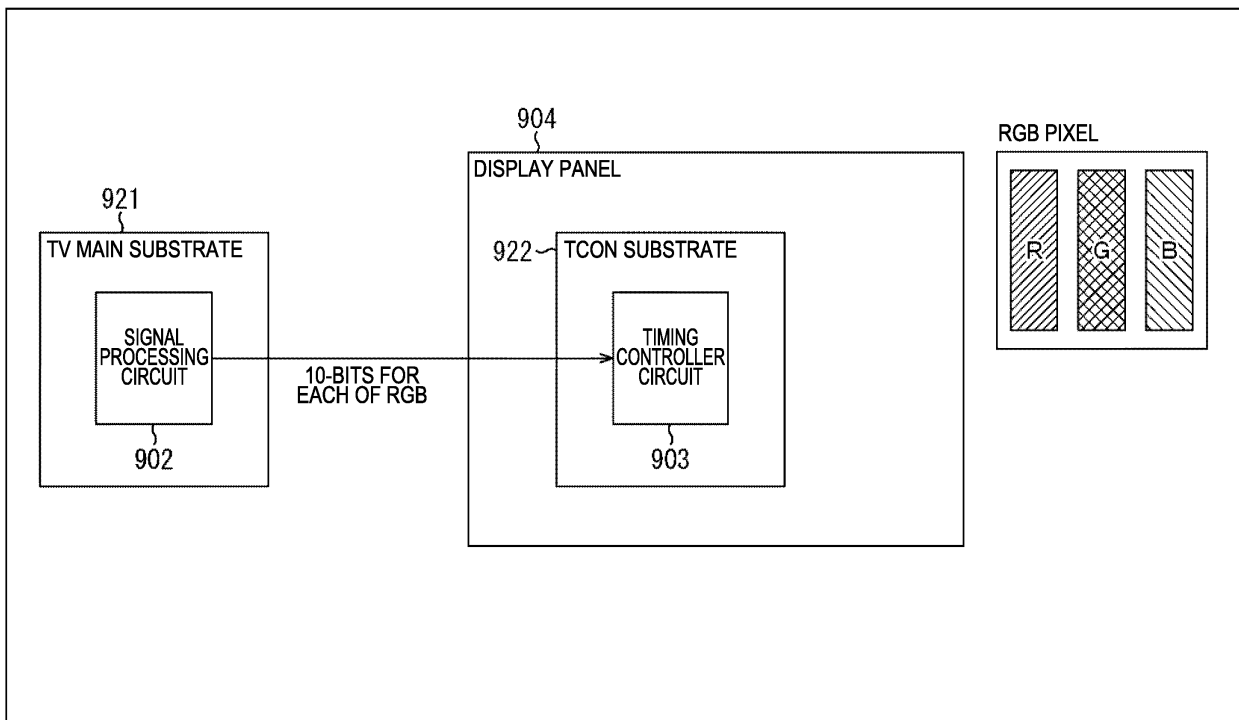 904
DISPLAY PANEL
RGB PIXEL
R
G
B
921
TV MAIN SUBSTRATE
SIGNAL
PROCESSING
CIRCUIT
902
10-BITS FOR
EACH OF RGB
922
TCON SUBSTRATE
TIMING
CONTROLLER
CIRCUIT
903